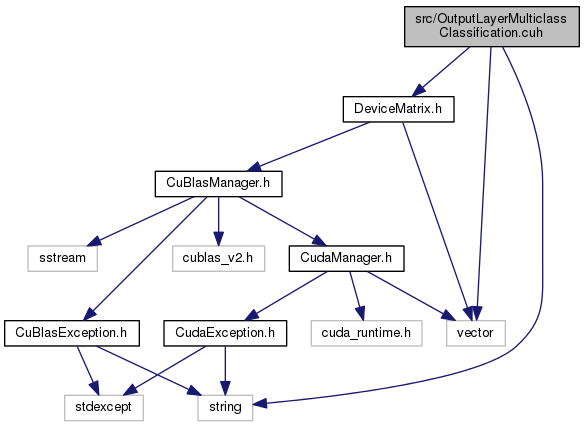 src/OutputLayerMulticlass
Classification.cuh
DeviceMatrix.h
CuBlasManager.h
sstream
cublas_v2.h
CudaManager.h
CuBlasException.h
CudaException.h
cuda_runtime.h
vector
stdexcept
string